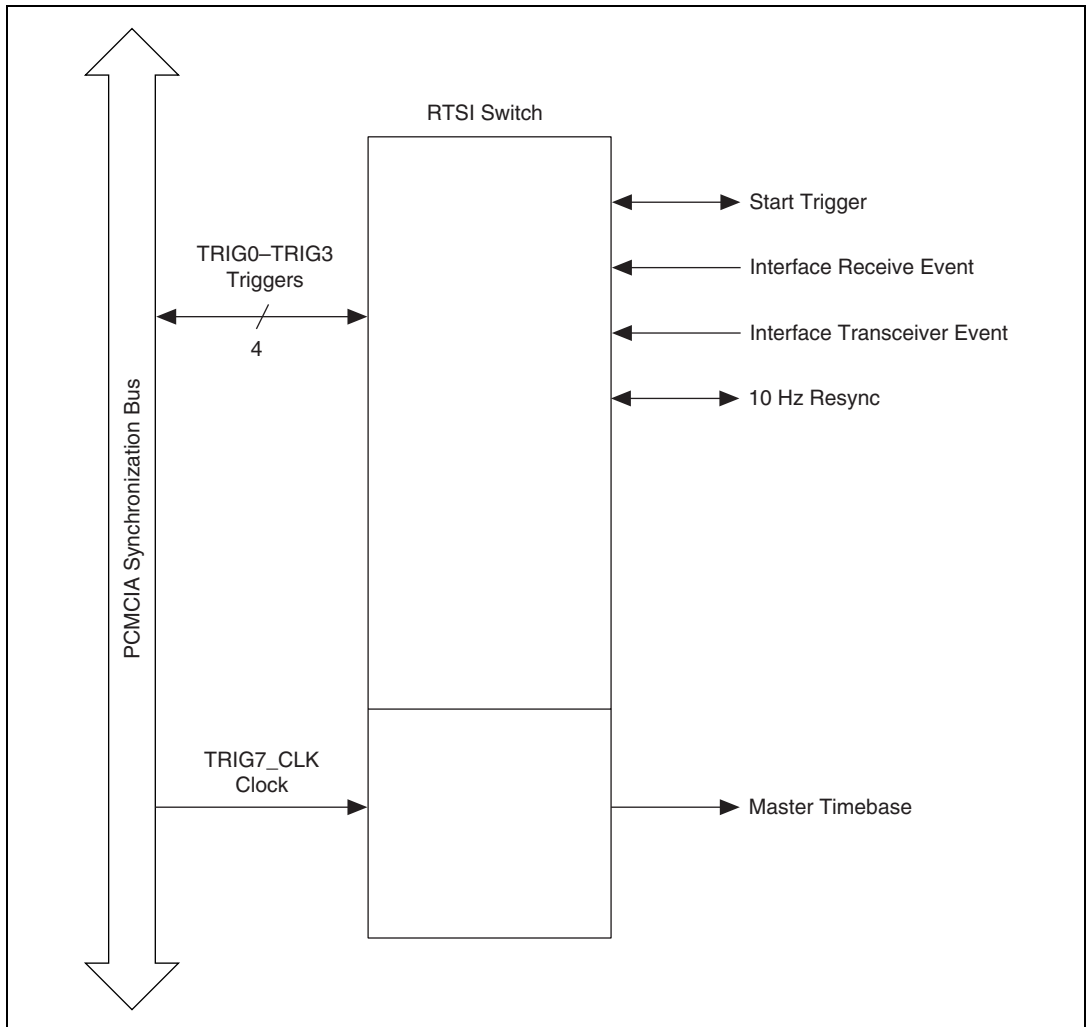 RTSI Switch
Start Trigger
TRIG0–TRIG3
Triggers
4
Interface Receive Event
Interface Transceiver Event
10 Hz Resync
PCMCIA Synchronization Bus
TRIG7_CLK
Clock
Master Timebase